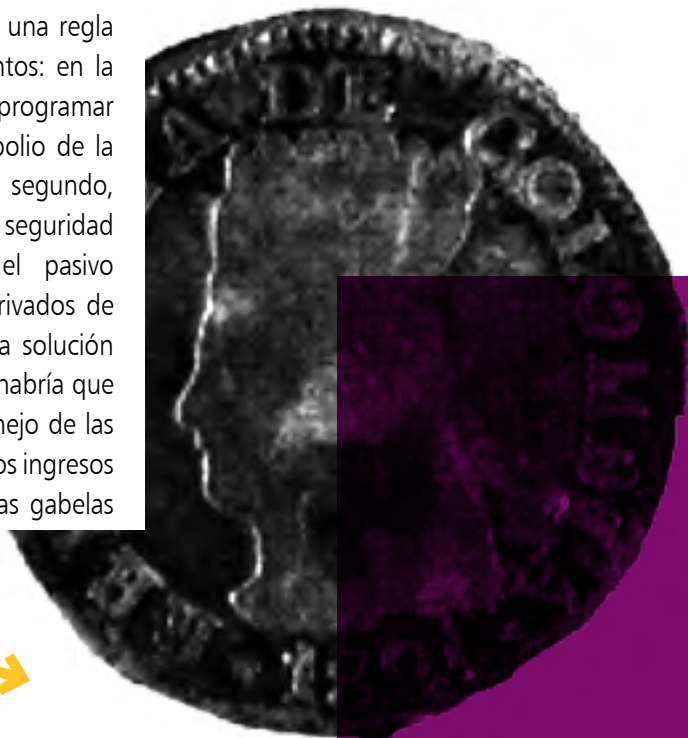 una regla
ntos: en la
programar
polio de la
segundo,
seguridad
el pasivo
rivados de
a solución
habría que
nejo de las
os ingresos
as gabelas
A DE COLOMBI